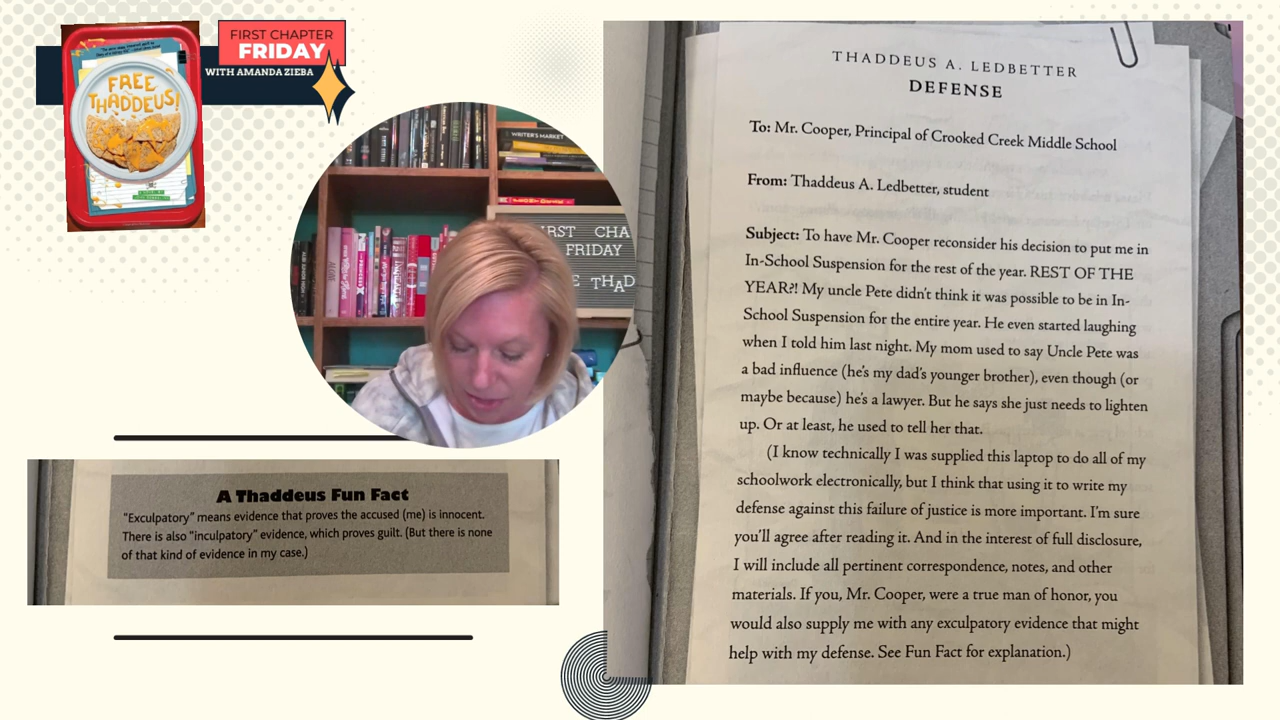 FIRST CHAPTER
FRIDAY
WITH AMANDA ZIEBA
FREE
THADDEUS!
WRITER'S MARKET
IRST CHA
FRIDAY
E THAD
A Thaddeus Fun Fact
"Exculpatory" means evidence that proves the accused (me) is innocent.
There is also "inculpatory" evidence, which proves guilt. (But there is none
of that kind of evidence in my case.)
THADDEUS A. LEDBETTER
DEFENSE
To: Mr. Cooper, Principal of Crooked Creek Middle School
From: Thaddeus A. Ledbetter, student
Subject: To have Mr. Cooper reconsider his decision to put me in
In-School Suspension for the rest of the year. REST OF THE
YEAR?! My uncle Pete didn't think it was possible to be in In-
School Suspension for the entire year. He even started laughing
when I told him last night. My mom used to say Uncle Pete was
a bad influence (he's my dad's younger brother), even though (or
maybe because) he's a lawyer. But he says she just needs to lighten
up. Or at least, he used to tell her that.
(I know technically I was supplied this laptop to do all of my
schoolwork electronically, but I think that using it to write my
defense against this failure of justice is more important. I'm sure
you'll agree after reading it. And in the interest of full disclosure,
I will include all pertinent correspondence, notes, and other
materials. If you, Mr. Cooper, were a true man of honor, you
would also supply me with any exculpatory evidence that might
help with my defense. See Fun Fact for explanation.)